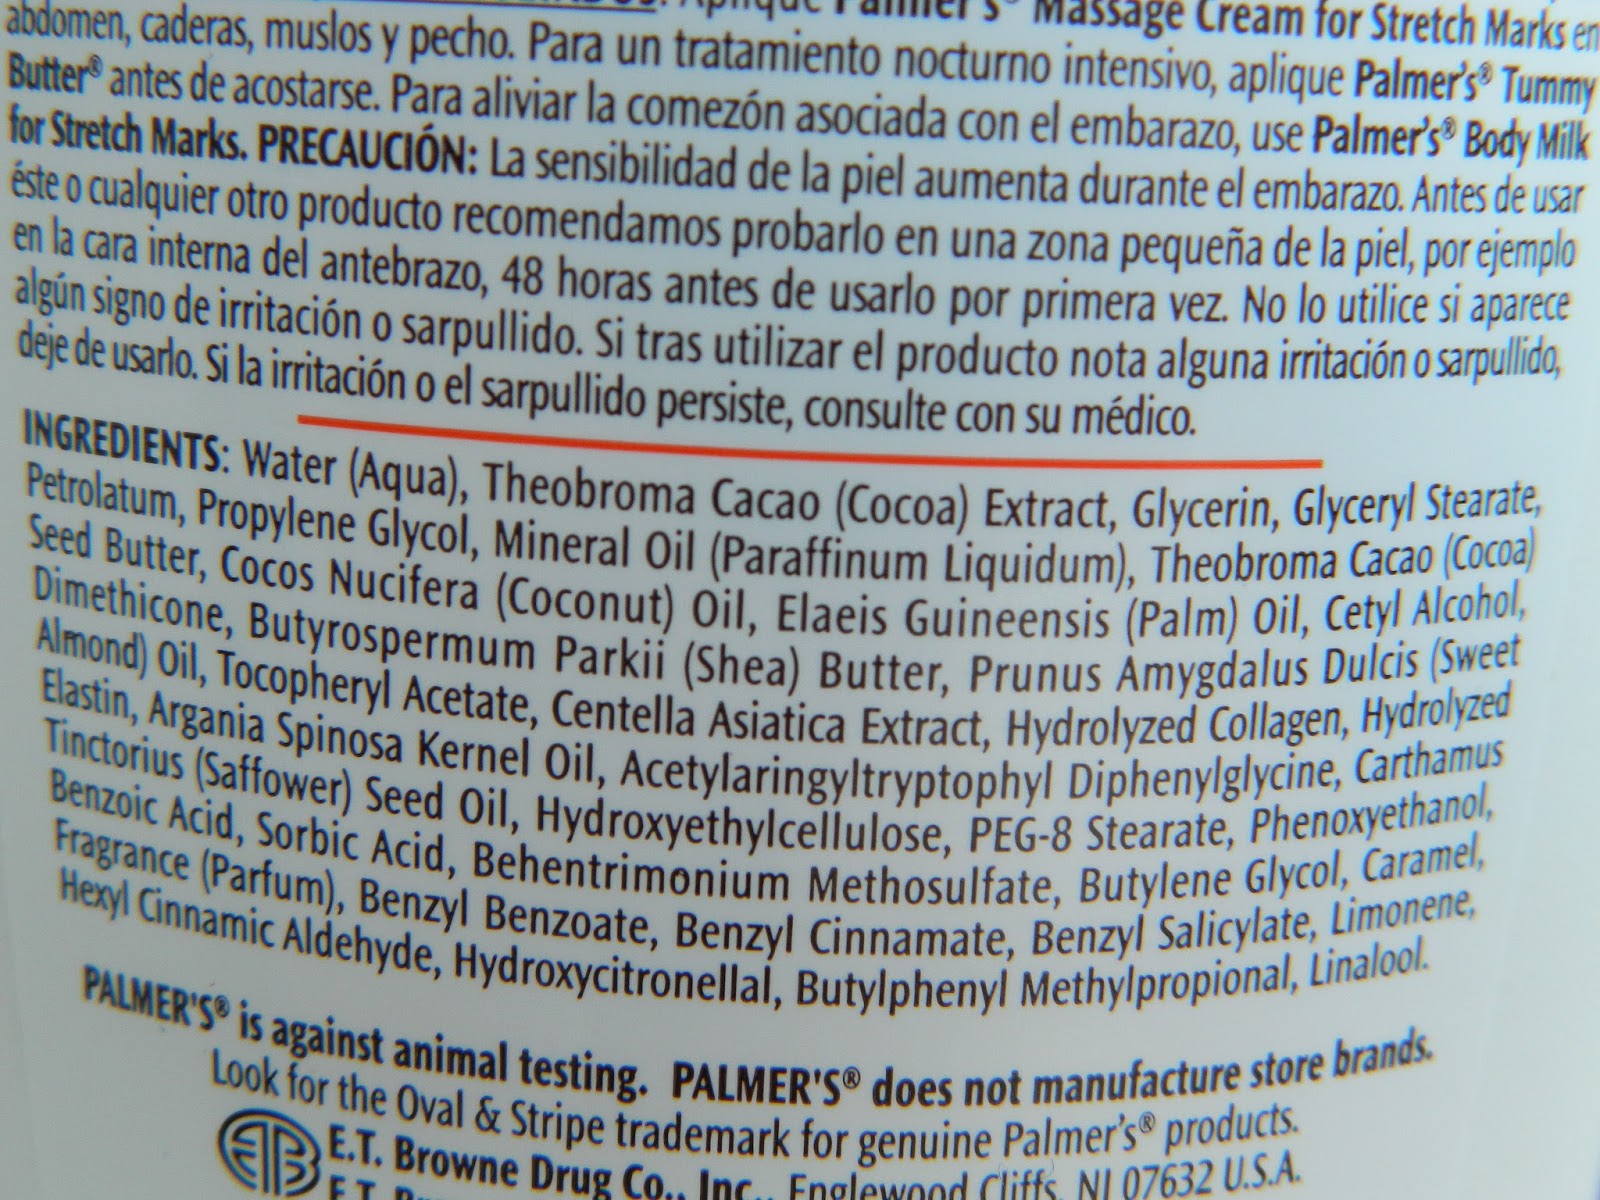 Aplique Palmer's® Massage Cream for Stretch Marks en
abdomen, caderas, muslos y pecho. Para un tratamiento nocturno intensivo, aplique Palmer's® Tummy
Butter® antes de acostarse. Para aliviar la comezón asociada con el embarazo, use Palmer's® Body Milk
for Stretch Marks. PRECAUCIÓN: La sensibilidad de la piel aumenta durante el embarazo. Antes de usar
éste o cualquier otro producto recomendamos probarlo en una zona pequeña de la piel, por ejemplo
en la cara interna del antebrazo, 48 horas antes de usarlo por primera vez. No lo utilice si aparece
algún signo de irritación o sarpullido. Si tras utilizar el producto nota alguna irritación o sarpullido,
deje de usarlo. Si la irritación o el sarpullido persiste, consulte con su médico.
INGREDIENTS: Water (Aqua), Theobroma Cacao (Cocoa) Extract, Glycerin, Glyceryl Stearate,
Petrolatum, Propylene Glycol, Mineral Oil (Paraffinum Liquidum), Theobroma Cacao (Cocoa)
Seed Butter, Cocos Nucifera (Coconut) Oil, Elaeis Guineensis (Palm) Oil, Cetyl Alcohol,
Dimethicone, Butyrospermum Parkii (Shea) Butter, Prunus Amygdalus Dulcis (Sweet
Almond) Oil, Tocopheryl Acetate, Centella Asiatica Extract, Hydrolyzed Collagen, Hydrolyzed
Elastin, Argania Spinosa Kernel Oil, Acetylaringyltryptophyl Diphenylglycine, Carthamus
Tinctorius (Saffower) Seed Oil, Hydroxyethylcellulose, PEG-8 Stearate, Phenoxyethanol,
Benzoic Acid, Sorbic Acid, Behentrimonium Methosulfate, Butylene Glycol, Caramel,
Fragrance (Parfum), Benzyl Benzoate, Benzyl Cinnamate, Benzyl Salicylate, Limonene,
Hexyl Cinnamic Aldehyde, Hydroxycitronellal, Butylphenyl Methylpropional, Linalool.
PALMER'S® is against animal testing. PALMER'S® does not manufacture store brands.
Look for the Oval & Stripe trademark for genuine Palmer's® products.
ETB E.T. Browne Drug Co., Inc., Englewood Cliffs, NJ 07632 U.S.A.
E.T.